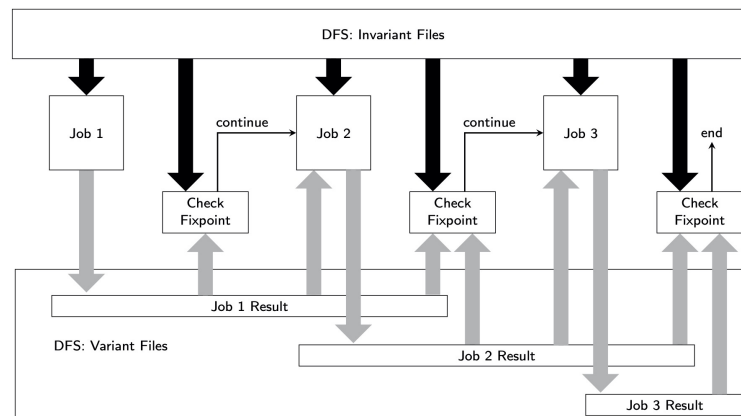 DFS: Invariant Files
Job 1
continue
Job 2
continue
Job 3
end
Check
Fixpoint
Check
Fixpoint
Check
Fixpoint
Job 1 Result
DFS: Variant Files
Job 2 Result
Job 3 Result